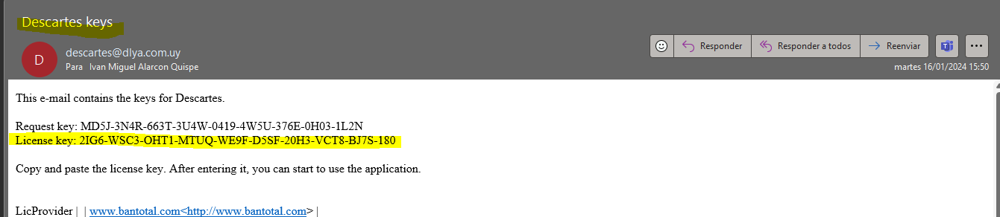 Descartes keys
D
descartes@dlya.com.uy
Para Ivan Miguel Alarcon Quispe
Responder
Responder a todos
Reenviar
martes 16/01/2024 15:50
This e-mail contains the keys for Descartes.
Request key: MD5J-3N4R-663T-3U4W-0419-4W5U-376E-0H03-1L2N
License key: 2IG6-WSC3-OHT1-MTUQ-WE9F-D5SF-20H3-VCT8-BJ7S-180
Copy and paste the license key. After entering it, you can start to use the application.
LicProvider | | www.bantotal.com<http://www.bantotal.com> |